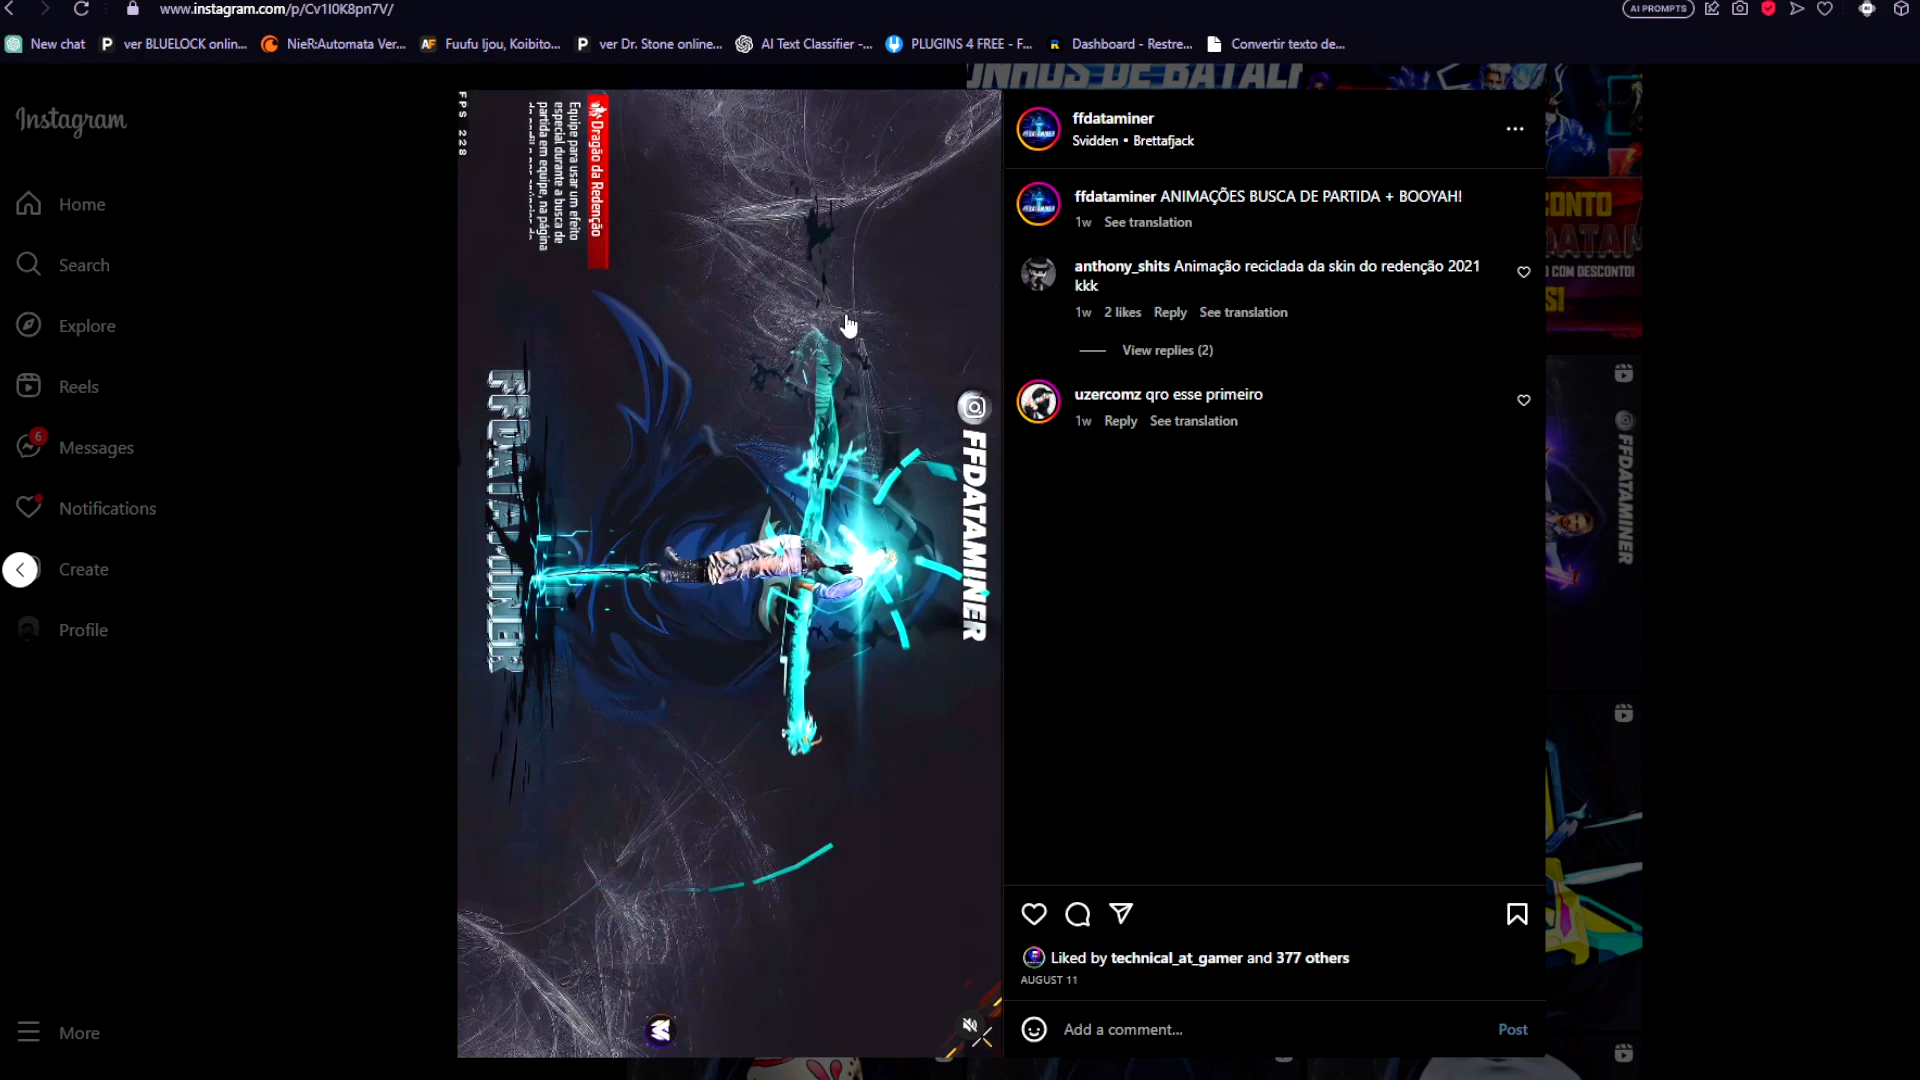 www.instagram.com/p/Cv1I0K8pn7V/
AI PROMPTS
New chat
ver BLUELOCK onlin...
NieR:Automata Ver...
Fuufu Ijou, Koibito...
ver Dr. Stone online...
AI Text Classifier -...
PLUGINS 4 FREE - F...
Dashboard - Restre...
Convertir texto de...
Instagram
Home
Search
Explore
Reels
6
Messages
Notifications
Create
Profile
More
FPS 228
Dragão da Redenção
Equipe para usar um efeito
especial durante a busca de
partida em equipe, na página
FFDATAMINER
FFDATAMINER
ffdataminer
Svidden • Brettafjack
ffdataminer ANIMAÇÕES BUSCA DE PARTIDA + BOOYAH!
1w See translation
anthony_shits Animação reciclada da skin do redenção 2021
kkk
1w 2 likes Reply See translation
View replies (2)
uzercomz qro esse primeiro
1w Reply See translation
Liked by technical_at_gamer and 377 others
AUGUST 11
Add a comment...
Post
COM DESCONTO!
FFDATAMINER